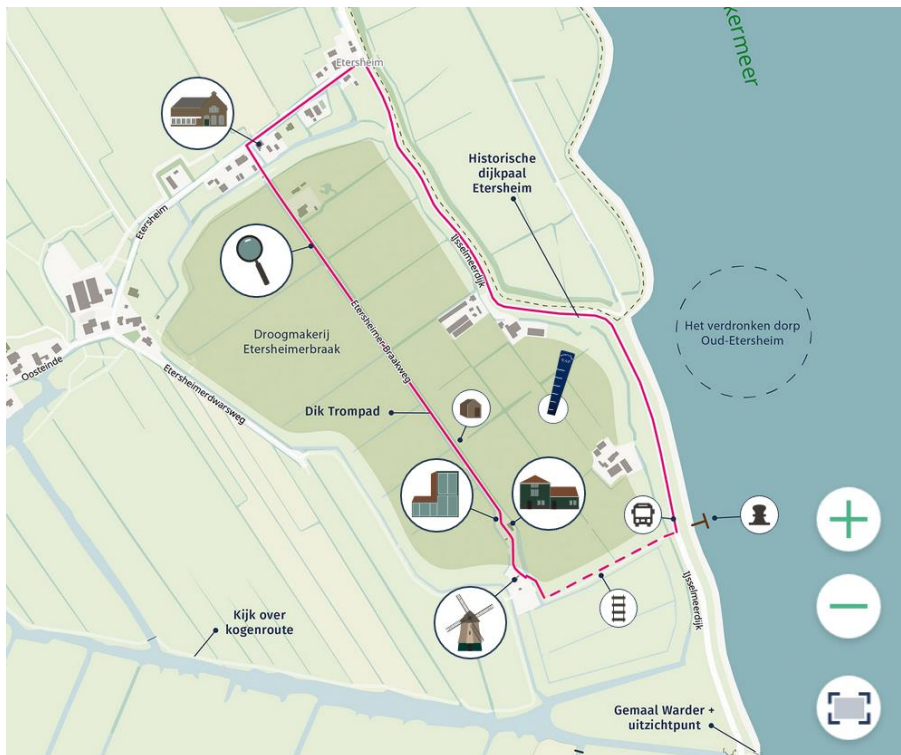 kermeer
Etersheim
Historische
dijkpaal
Etersheim
Etersheim
IJsselmeerdijk
Droogmakerij
Etersheimerbraak
Etersheimer Braakweg
Het verdronken dorp
Oud-Etersheim
Oosteinde
Etersheimerdwarsweg
Dik Trompad
IJsselmeerdijk
Kijk over
kogenroute
Gemaal Warder +
uitzichtpunt